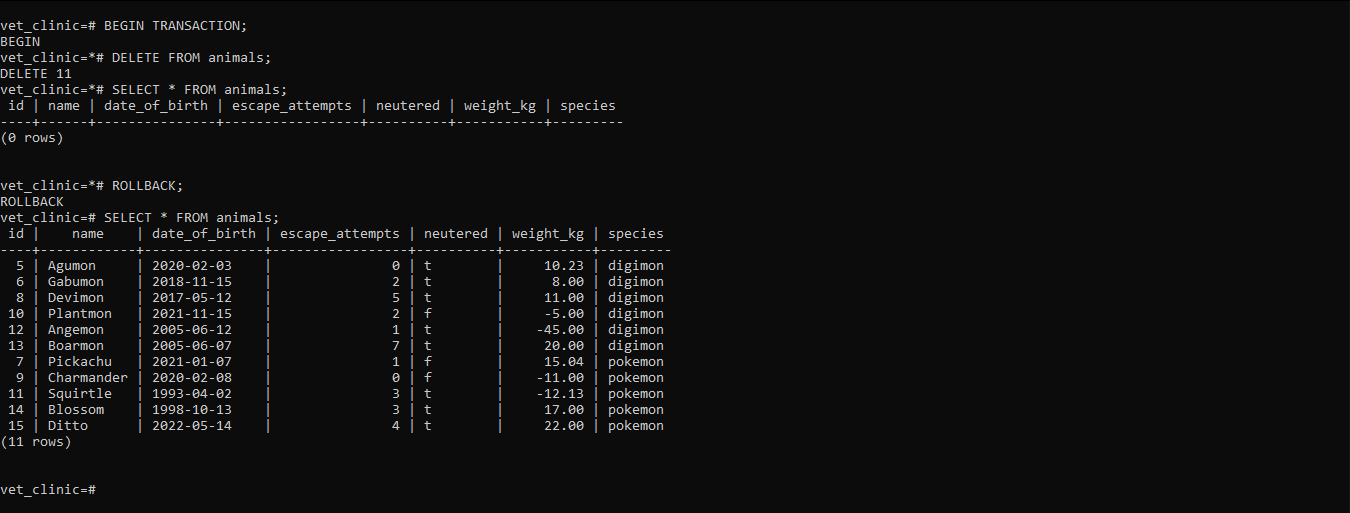 vet_clinic=# BEGIN TRANSACTION;
BEGIN
vet_clinic=*# DELETE FROM animals;
DELETE 11
vet_clinic=*# SELECT * FROM animals;
 id | name | date_of_birth | escape_attempts | neutered | weight_kg | species
----+------+---------------+-----------------+----------+-----------+---------
(0 rows)
vet_clinic=*# ROLLBACK;
ROLLBACK
vet_clinic=# SELECT * FROM animals;
 id |    name    | date_of_birth | escape_attempts | neutered | weight_kg | species
----+------------+---------------+-----------------+----------+-----------+---------
  5 | Agumon     | 2020-02-03    |               0 | t        |     10.23 | digimon
  6 | Gabumon    | 2018-11-15    |               2 | t        |      8.00 | digimon
  8 | Devimon    | 2017-05-12    |               5 | t        |     11.00 | digimon
 10 | Plantmon   | 2021-11-15    |               2 | f        |     -5.00 | digimon
 12 | Angemon    | 2005-06-12    |               1 | t        |    -45.00 | digimon
 13 | Boarmon    | 2005-06-07    |               7 | t        |     20.00 | digimon
  7 | Pickachu   | 2021-01-07    |               1 | f        |     15.04 | pokemon
  9 | Charmander | 2020-02-08    |               0 | f        |    -11.00 | pokemon
 11 | Squirtle   | 1993-04-02    |               3 | t        |    -12.13 | pokemon
 14 | Blossom    | 1998-10-13    |               3 | t        |     17.00 | pokemon
 15 | Ditto      | 2022-05-14    |               4 | t        |     22.00 | pokemon
(11 rows)
vet_clinic=#